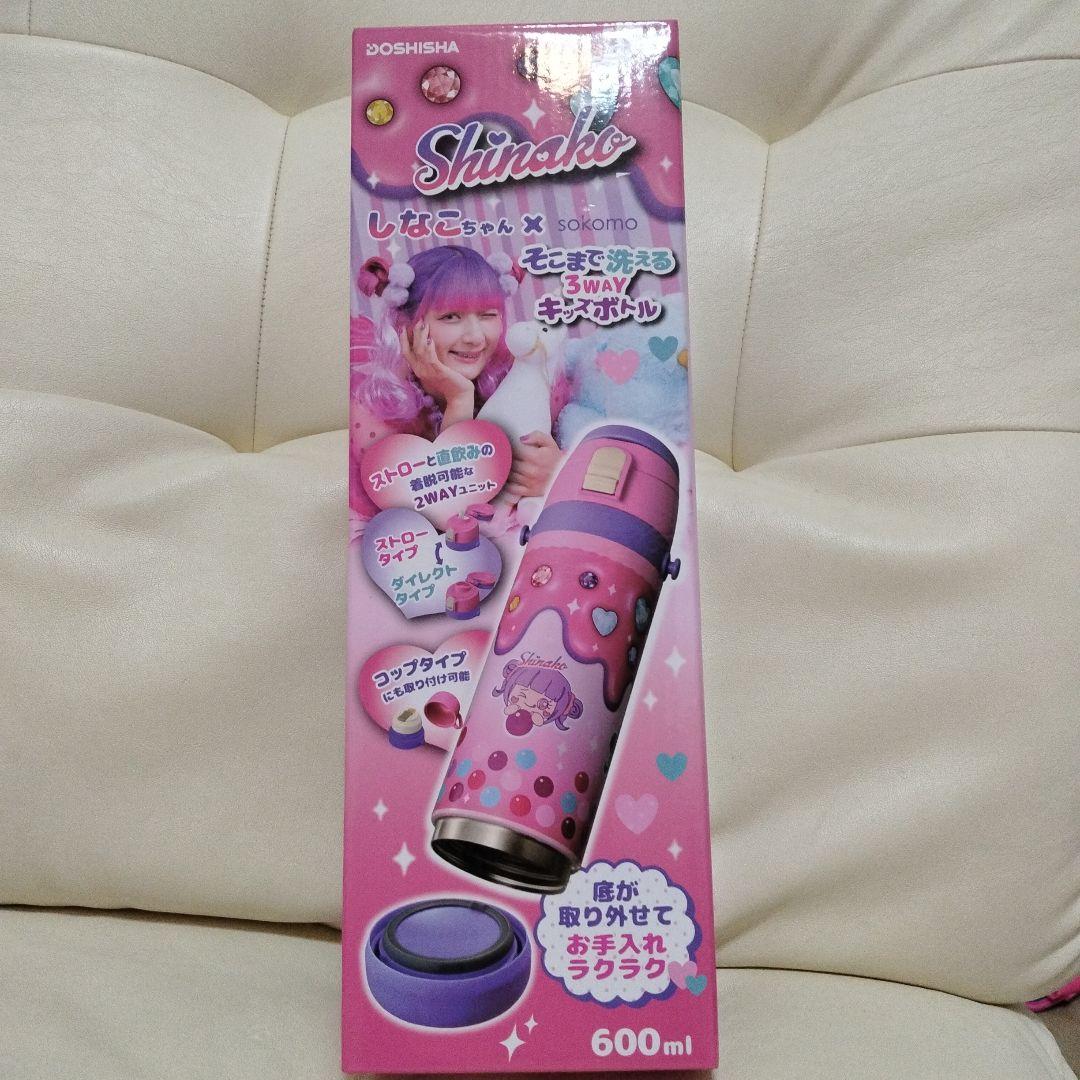 DOSHISHA
Shinako
しなこちゃん × sokomo
そこまで洗える
3WAY
キッズボトル
ストローと直飲みの
着脱可能な
2WAYユニット
ストロー
タイプ
ダイレクト
タイプ
コップタイプ
にも取り付け可能
Shinako
底が
取り外せて
お手入れ
ラクラク
600ml